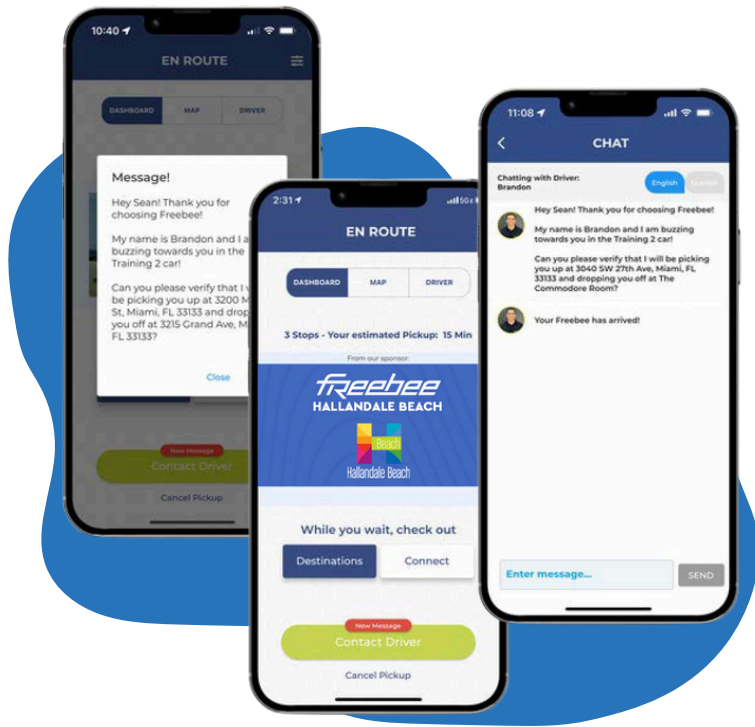 10:40
EN ROUTE
DASHBOARD MAP DRIVER
Message!
Hey Sean! Thank you for
choosing Freebee!
My name is Brandon and I a
buzzing towards you in the
Training 2 car!
Can you please verify that I
be picking you up at 3200 M
St, Miami, FL 33133 and drop
you off at 3215 Grand Ave, M
FL 33133?
Close
New Message
Contact Driver
Cancel Pickup
2:31
5G
EN ROUTE
DASHBOARD MAP DRIVER
3 Stops - Your estimated Pickup: 15 Min
From our sponsor:
freebee
HALLANDALE BEACH
Beach
Hallandale Beach
While you wait, check out
Destinations Connect
New Message
Contact Driver
Cancel Pickup
11:08
CHAT
Chatting with Driver:
Brandon
English Spanish
Hey Sean! Thank you for choosing Freebee!
My name is Brandon and I am buzzing
towards you in the Training 2 car!
Can you please verify that I will be picking
you up at 3040 SW 27th Ave, Miami, FL
33133 and dropping you off at The
Commodore Room?
Your Freebee has arrived!
Enter message...
SEND